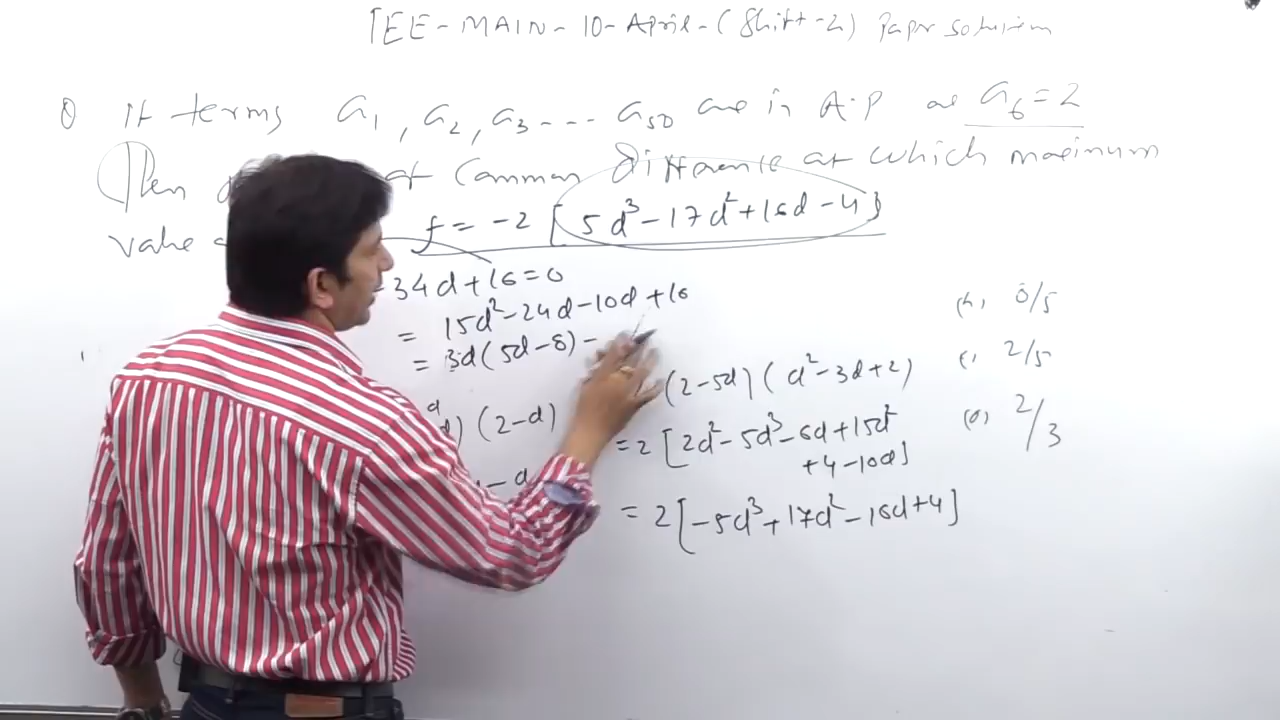 JEE-MAIN-10-April-(Shift-2) Paper solution
Q If terms a₁, a₂, a₃---- a₅₀ are in A.P a₆=2
Then of Common Difference at which maximum
value
f = -2 [5d³-17d²+16d-4]
34d+16=0
= 15d²-24d-10d+16
= 3d(5d-8)-
(2-d)
(2-5d)(d²-3d+2)
=2[2d²-5d³-6d+15d²
+4-10d]
= 2[-5d³+17d²-16d+4]
8/5
2/5
(D) 2/3